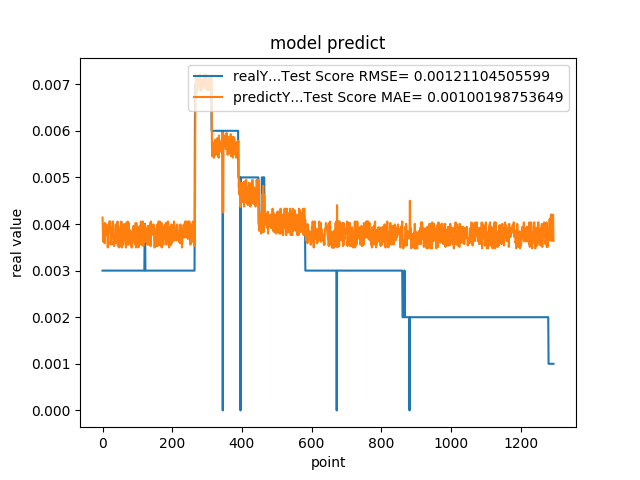 model predict
realY...Test Score RMSE= 0.00121104505599
predictY...Test Score MAE= 0.00100198753649
real value
0.007
0.006
0.005
0.004
0.003
0.002
0.001
0.000
0 200 400 600 800 1000 1200
point